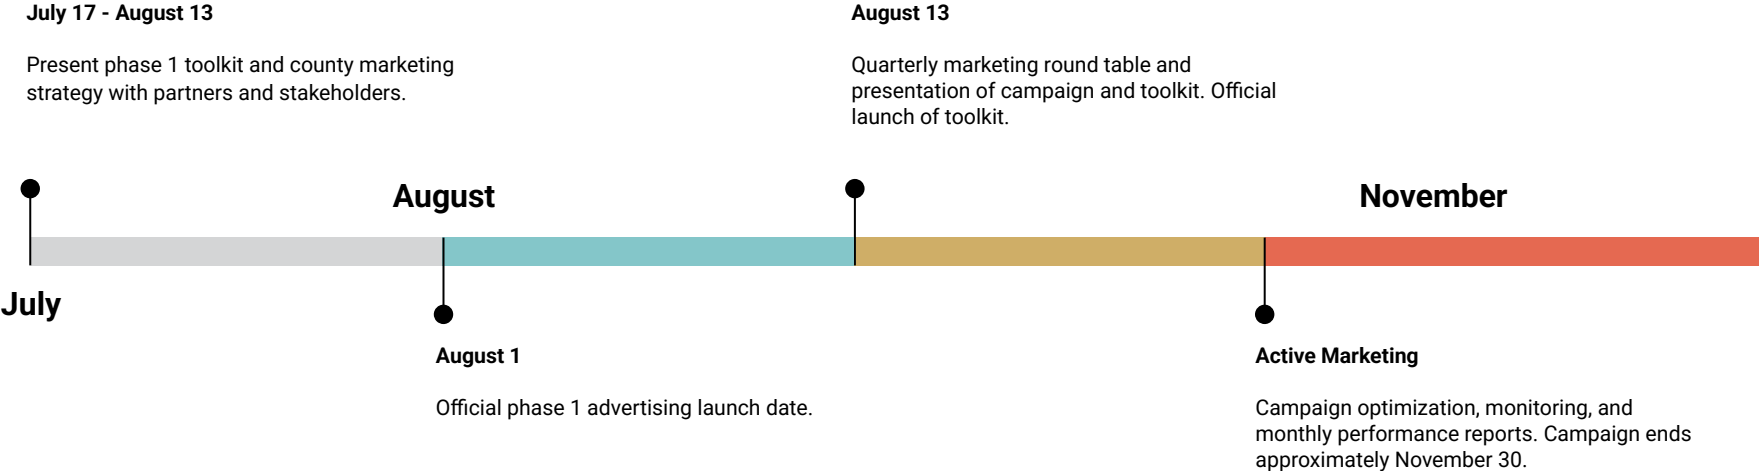 July 17 - August 13
Present phase 1 toolkit and county marketing
strategy with partners and stakeholders.
August 13
Quarterly marketing round table and
presentation of campaign and toolkit. Official
launch of toolkit.
August
November
July
August 1
Official phase 1 advertising launch date.
Active Marketing
Campaign optimization, monitoring, and
monthly performance reports. Campaign ends
approximately November 30.